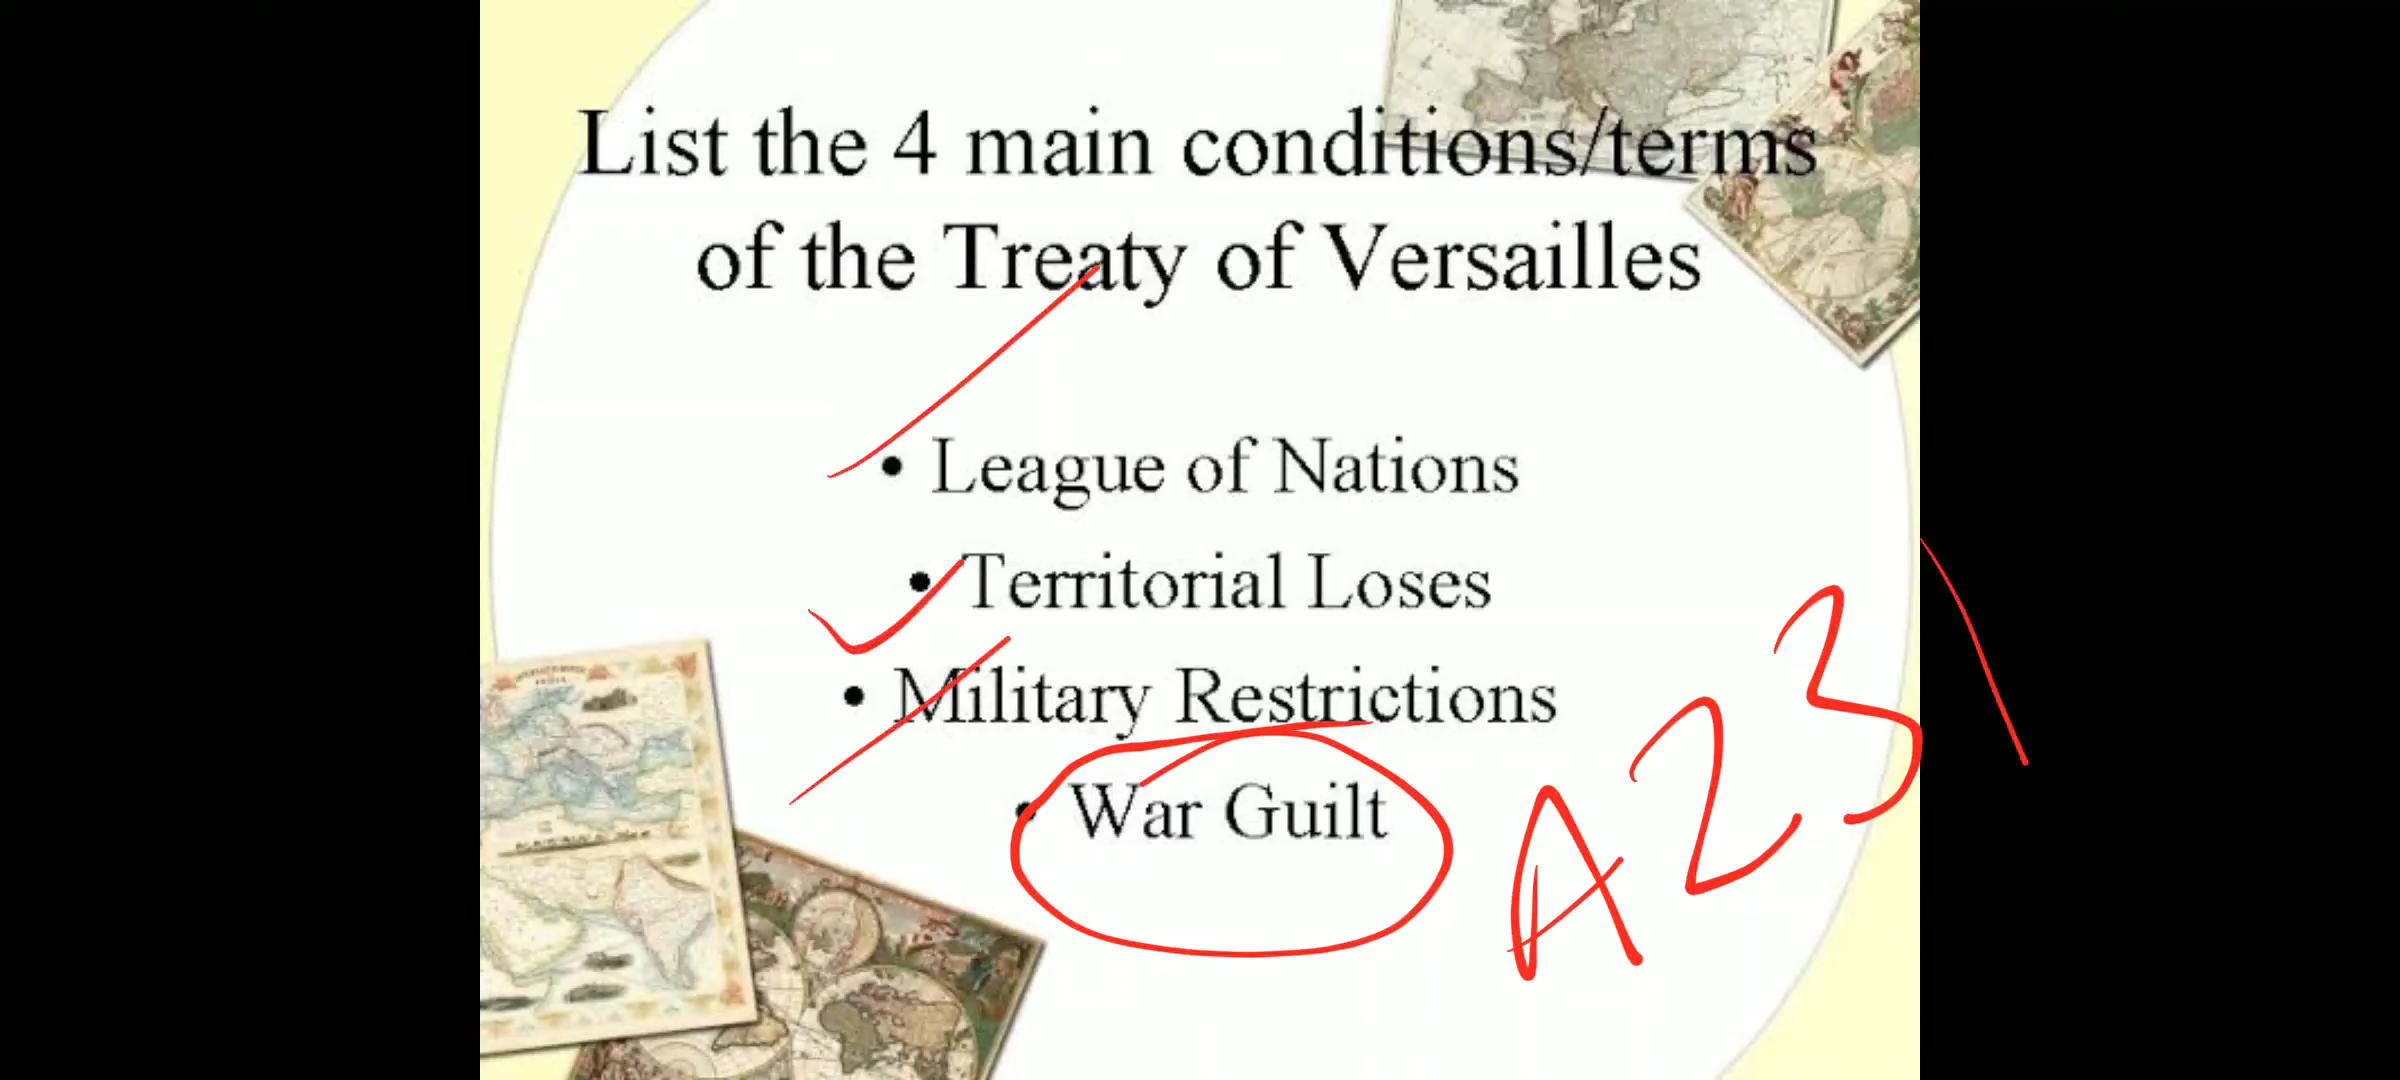 List the 4 main conditions/terms
of the Treaty of Versailles
• League of Nations
• Territorial Loses
• Military Restrictions
• War Guilt
A231